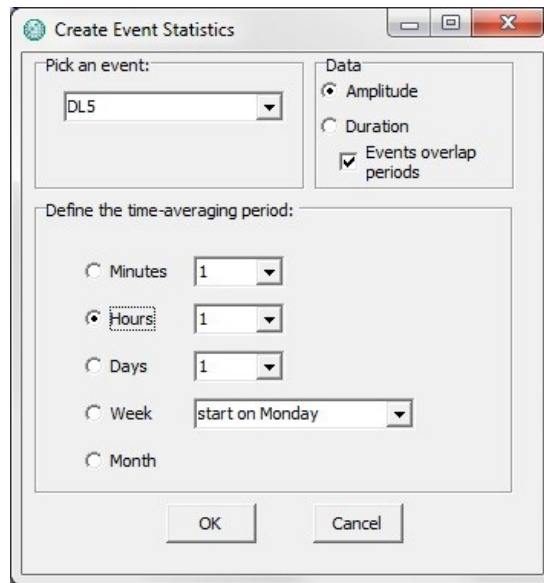 Create Event Statistics
Pick an event:
DL5
Data
Amplitude
Duration
Events overlap
periods
Define the time-averaging period:
Minutes 1
Hours 1
Days 1
Week start on Monday
Month
OK Cancel